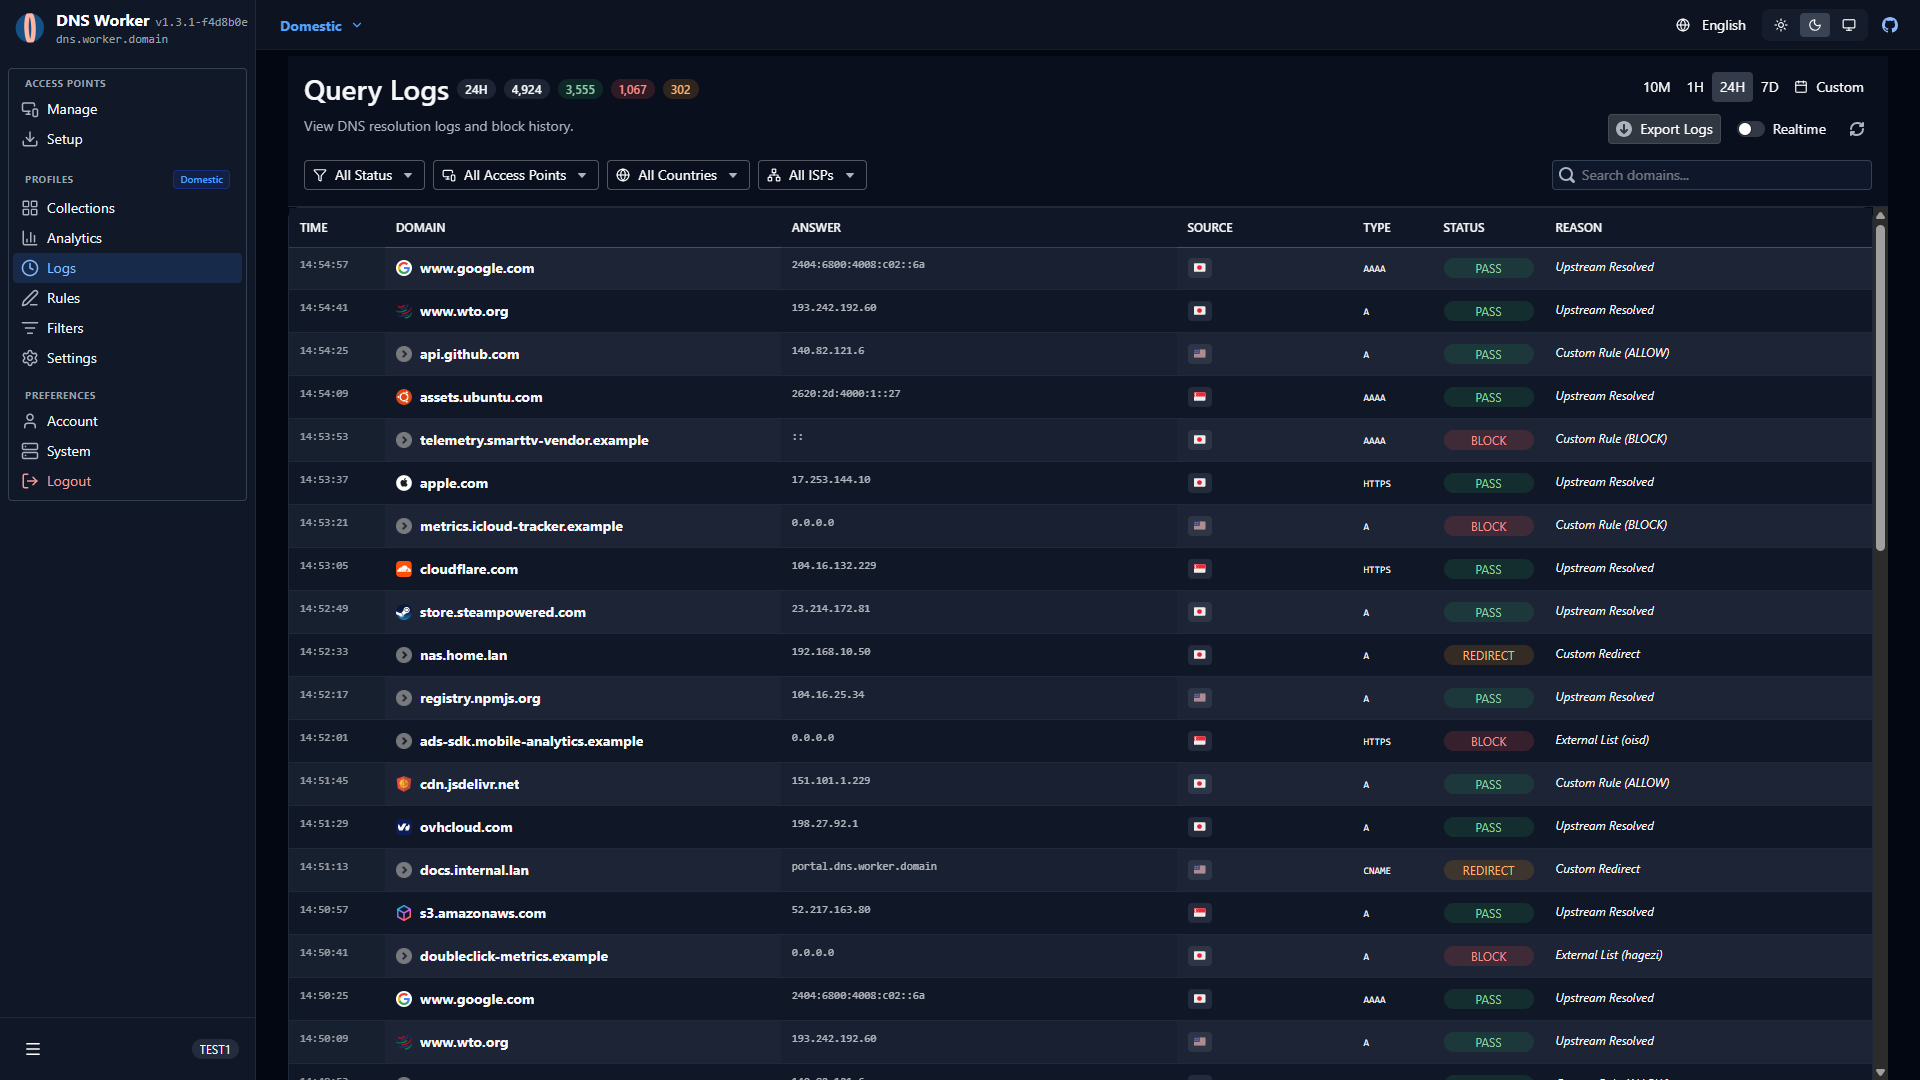 DNS Worker v1.3.1-f4d8b0e
dns.worker.domain
Domestic
English
ACCESS POINTS
Manage
Setup
PROFILES Domestic
Collections
Analytics
Logs
Rules
Filters
Settings
PREFERENCES
Account
System
Logout
TEST1
Query Logs 24H 4,924 3,555 1,067 302
View DNS resolution logs and block history.
10M 1H 24H 7D Custom
Export Logs Realtime
All Status All Access Points All Countries All ISPs
Search domains...
TIME DOMAIN ANSWER SOURCE TYPE STATUS REASON
14:54:57 www.google.com 2404:6800:4008:c02::6a AAAA PASS Upstream Resolved
14:54:41 www.wto.org 193.242.192.60 A PASS Upstream Resolved
14:54:25 api.github.com 140.82.121.6 A PASS Custom Rule (ALLOW)
14:54:09 assets.ubuntu.com 2620:2d:4000:1::27 AAAA PASS Upstream Resolved
14:53:53 telemetry.smarttv-vendor.example :: AAAA BLOCK Custom Rule (BLOCK)
14:53:37 apple.com 17.253.144.10 HTTPS PASS Upstream Resolved
14:53:21 metrics.icloud-tracker.example 0.0.0.0 A BLOCK Custom Rule (BLOCK)
14:53:05 cloudflare.com 104.16.132.229 HTTPS PASS Upstream Resolved
14:52:49 store.steampowered.com 23.214.172.81 A PASS Upstream Resolved
14:52:33 nas.home.lan 192.168.10.50 A REDIRECT Custom Redirect
14:52:17 registry.npmjs.org 104.16.25.34 A PASS Upstream Resolved
14:52:01 ads-sdk.mobile-analytics.example 0.0.0.0 HTTPS BLOCK External List (oisd)
14:51:45 cdn.jsdelivr.net 151.101.1.229 A PASS Custom Rule (ALLOW)
14:51:29 ovhcloud.com 198.27.92.1 A PASS Upstream Resolved
14:51:13 docs.internal.lan portal.dns.worker.domain CNAME REDIRECT Custom Redirect
14:50:57 s3.amazonaws.com 52.217.163.80 A PASS Upstream Resolved
14:50:41 doubleclick-metrics.example 0.0.0.0 A BLOCK External List (hagezi)
14:50:25 www.google.com 2404:6800:4008:c02::6a AAAA PASS Upstream Resolved
14:50:09 www.wto.org 193.242.192.60 A PASS Upstream Resolved